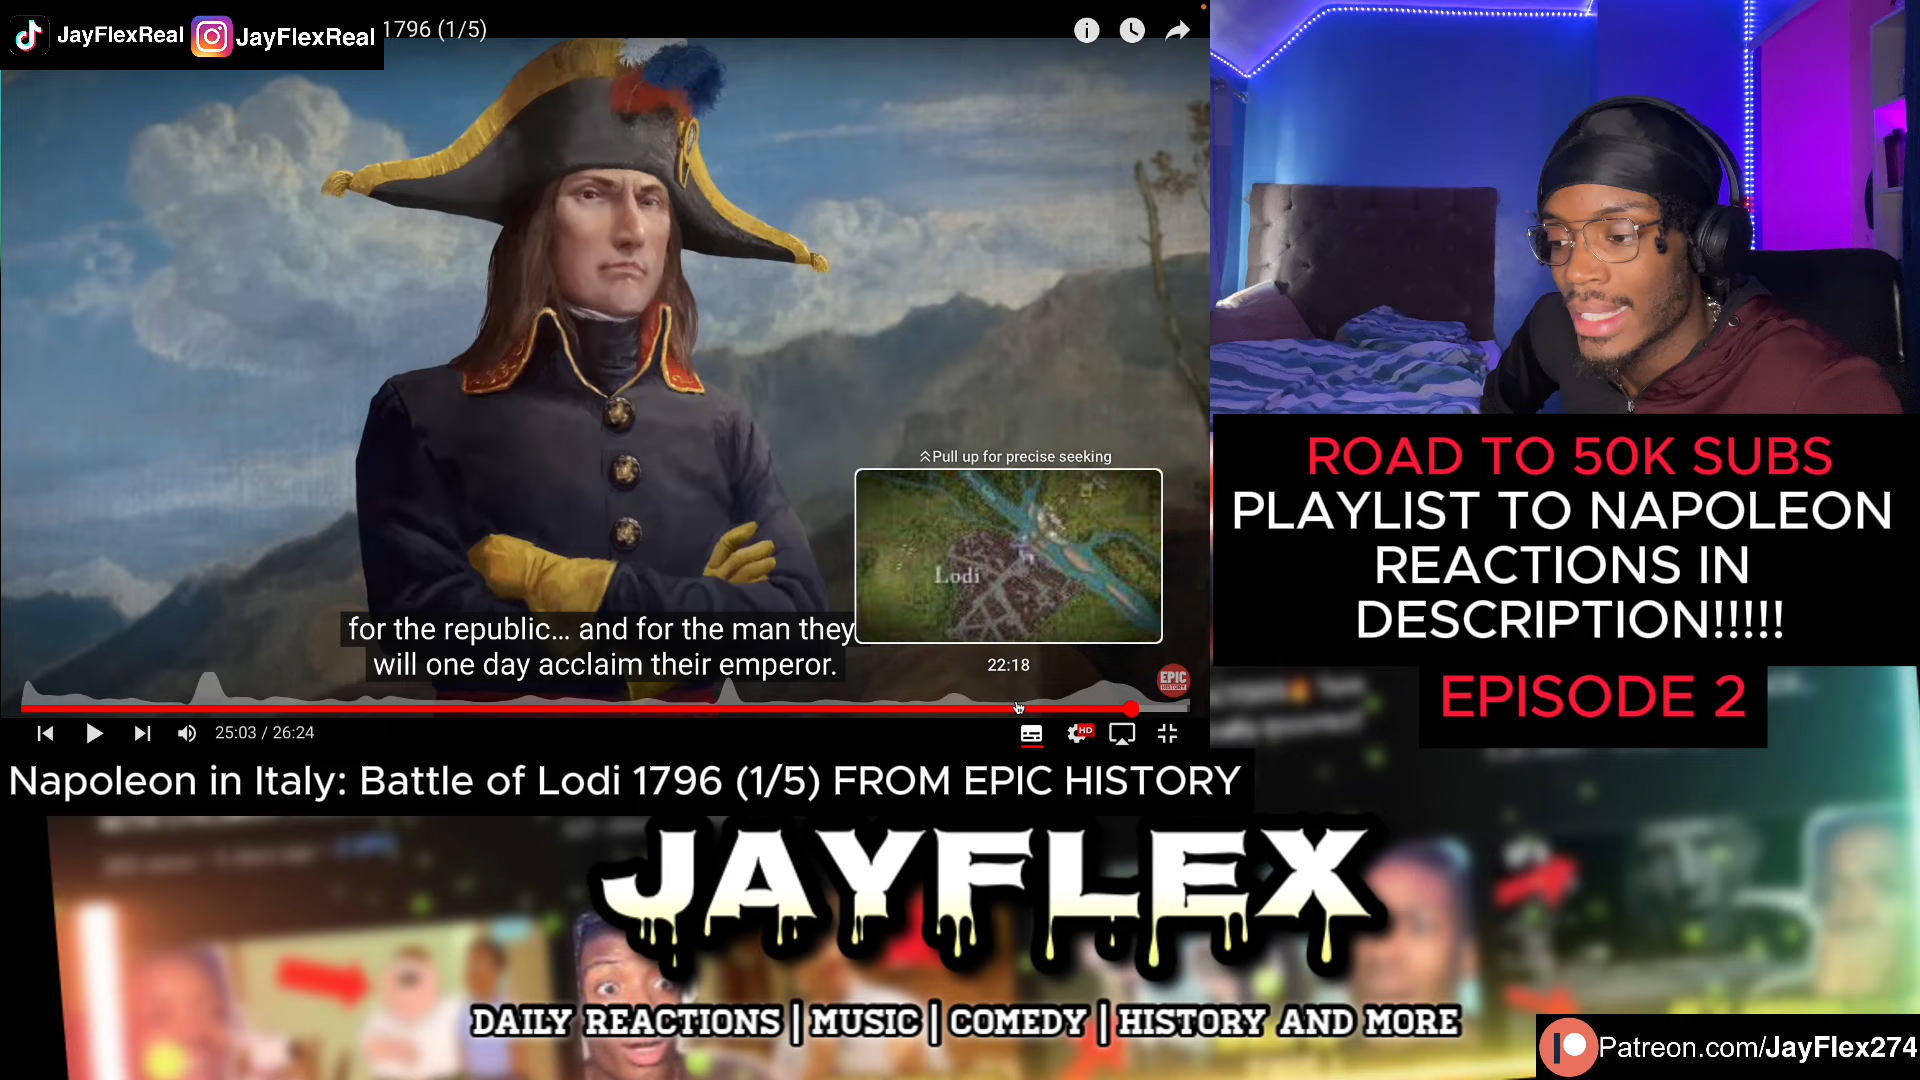 JayFlexReal
JayFlexReal
1796 (1/5)
Pull up for precise seeking
Lodi
for the republic... and for the man they
will one day acclaim their emperor.
22:18
EPIC
HISTORY
25:03 / 26:24
HD
ROAD TO 50K SUBS
PLAYLIST TO NAPOLEON
REACTIONS IN
DESCRIPTION!!!!!
EPISODE 2
Napoleon in Italy: Battle of Lodi 1796 (1/5) FROM EPIC HISTORY
JAYFLEX
DAILY REACTIONS | MUSIC | COMEDY | HISTORY AND MORE
Patreon.com/JayFlex274